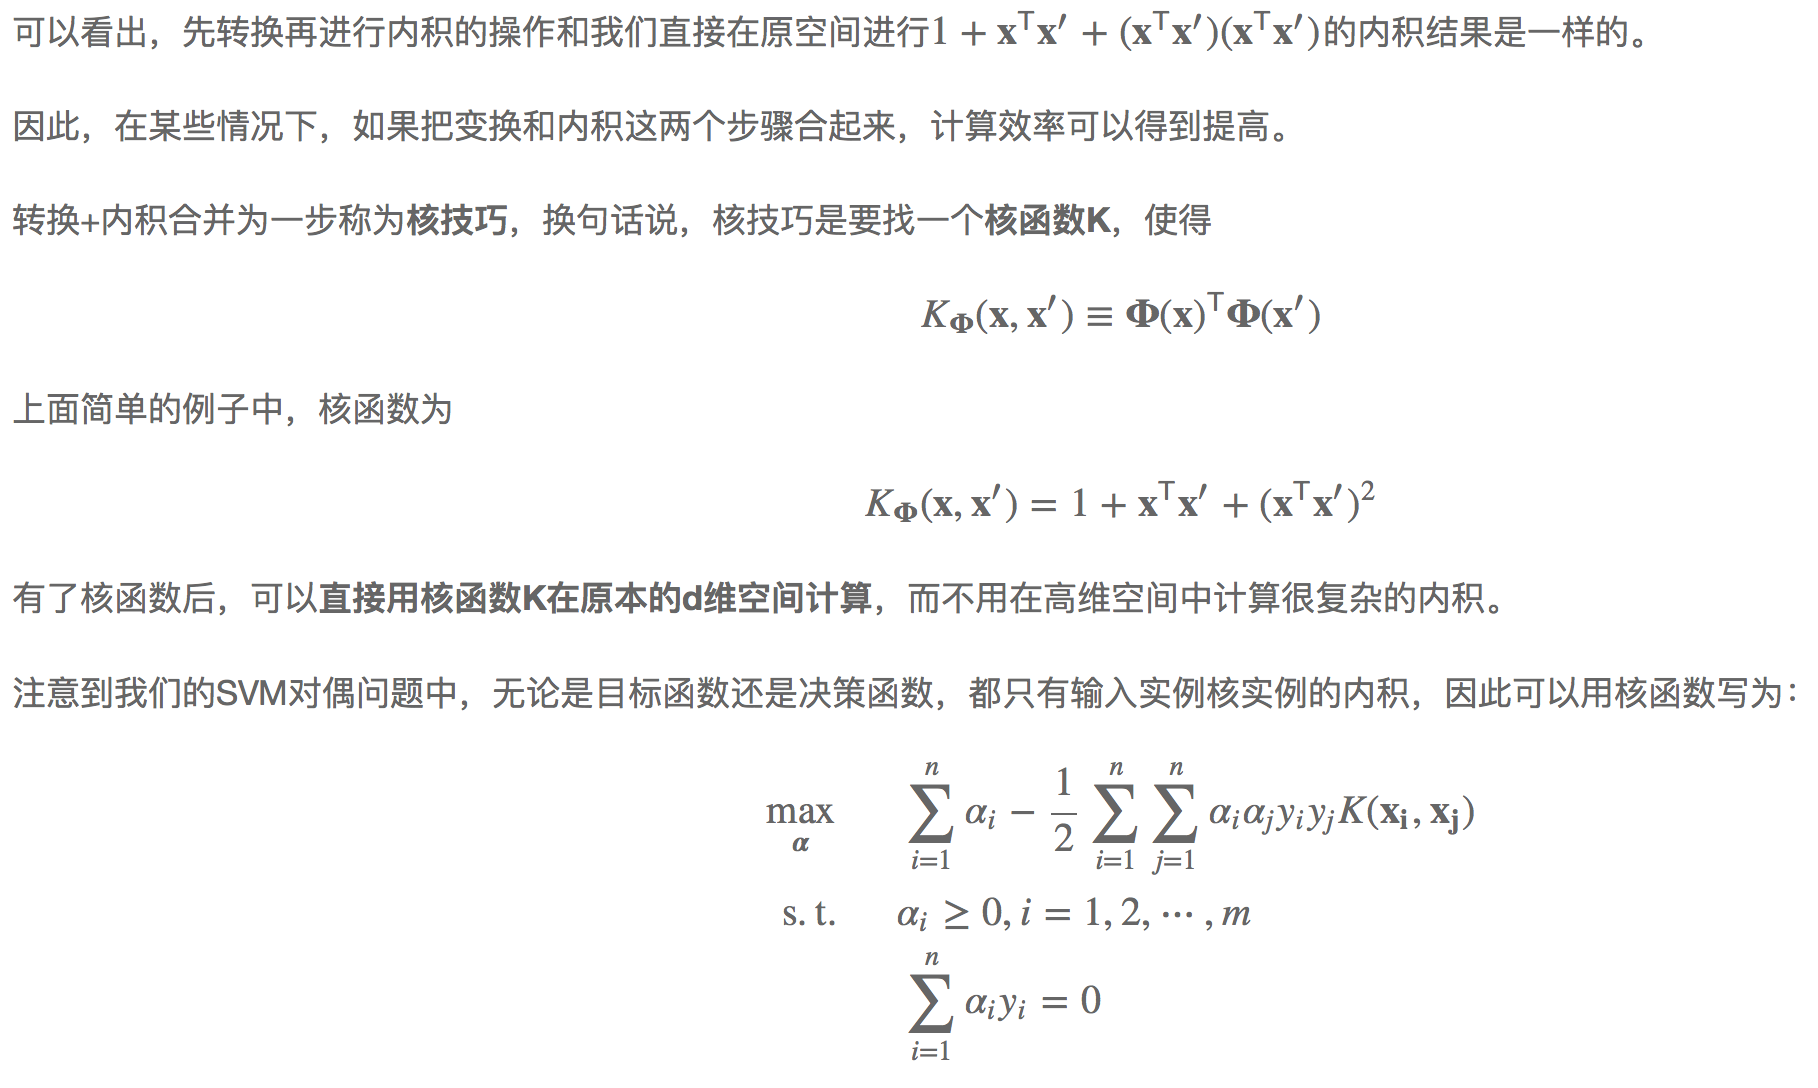 可以看出，先转换再进行内积的操作和我们直接在原空间进行1 + x^T x′ + (x^T x′)(x^T x′)的内积结果是一样的。
因此，在某些情况下，如果把变换和内积这两个步骤合起来，计算效率可以得到提高。
转换+内积合并为一步称为核技巧，换句话说，核技巧是要找一个核函数K，使得
K_Φ(x, x′) ≡ Φ(x)^T Φ(x′)
上面简单的例子中，核函数为
K_Φ(x, x′) = 1 + x^T x′ + (x^T x′)^2
有了核函数后，可以直接用核函数K在原本的d维空间计算，而不用在高维空间中计算很复杂的内积。
注意到我们的SVM对偶问题中，无论是目标函数还是决策函数，都只有输入实例核实例的内积，因此可以用核函数写为：
max_α ∑_{i=1}^n α_i − 1/2 ∑_{i=1}^n ∑_{j=1}^n α_i α_j y_i y_j K(x_i, x_j)
s. t. α_i ≥ 0, i = 1, 2, ⋯ , m
∑_{i=1}^n α_i y_i = 0